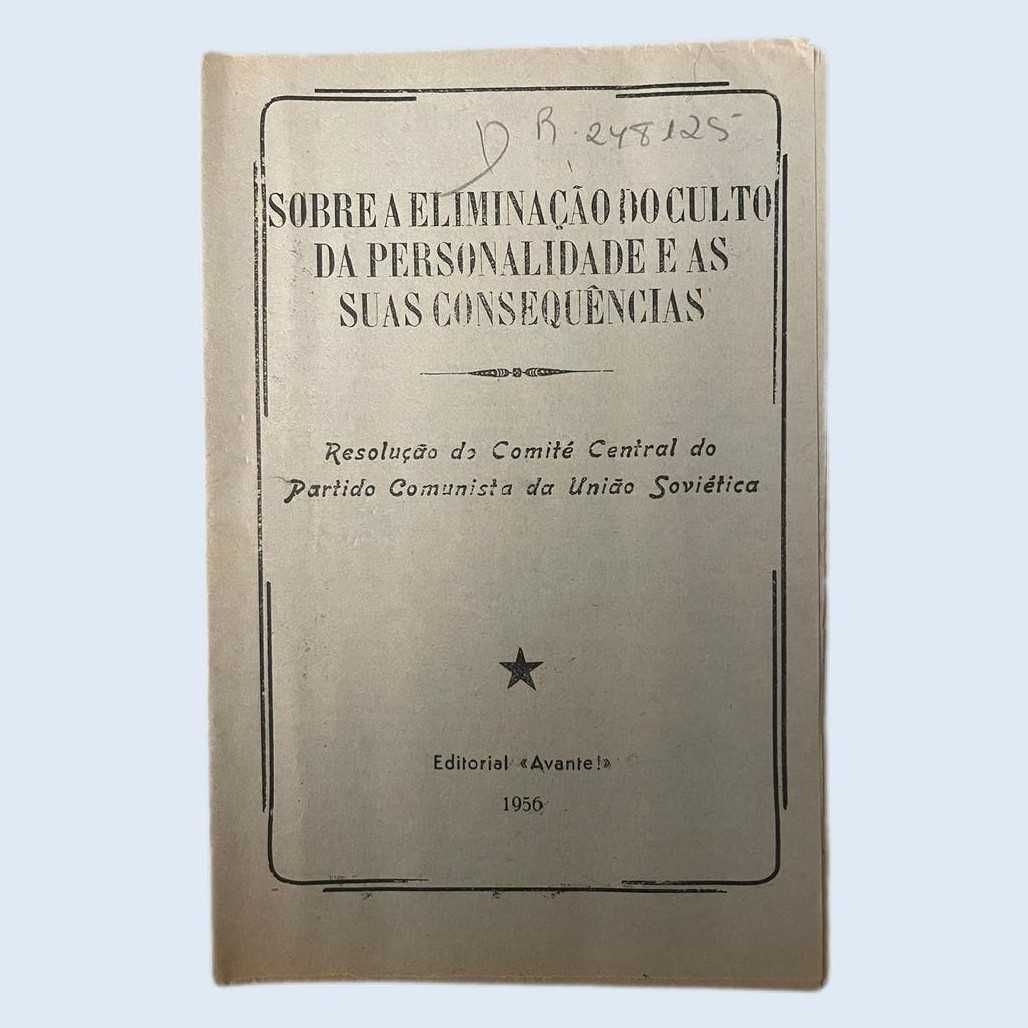 R. 248125
SOBRE A ELIMINAÇÃO DO CULTO
DA PERSONALIDADE E AS
SUAS CONSEQUÊNCIAS
Resolução do Comité Central do
Partido Comunista da União Soviética
Editorial «Avante!»
1956